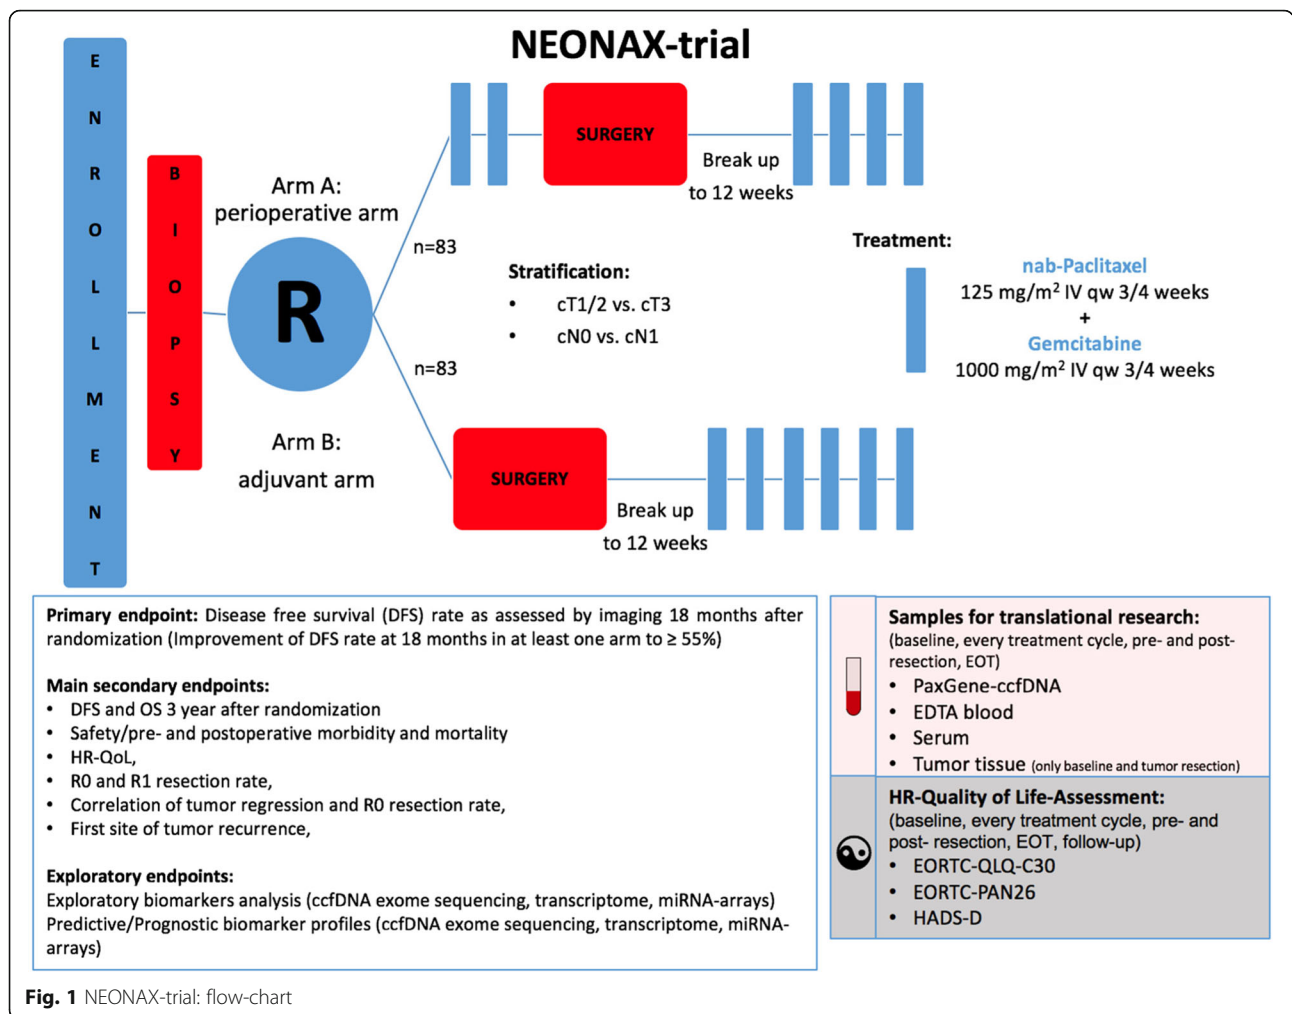 NEONAX-trial
ENROLLMENT
BIOPSY
Arm A:
perioperative arm
R
Arm B:
adjuvant arm
n=83
n=83
SURGERY
Break up
to 12 weeks
Stratification:
• cT1/2 vs. cT3
• cN0 vs. cN1
Treatment:
nab-Paclitaxel
125 mg/m² IV qw 3/4 weeks
+
Gemcitabine
1000 mg/m² IV qw 3/4 weeks
SURGERY
Break up
to 12 weeks
Primary endpoint: Disease free survival (DFS) rate as assessed by imaging 18 months after
randomization (Improvement of DFS rate at 18 months in at least one arm to ≥ 55%)
Main secondary endpoints:
• DFS and OS 3 year after randomization
• Safety/pre- and postoperative morbidity and mortality
• HR-QoL,
• R0 and R1 resection rate,
• Correlation of tumor regression and R0 resection rate,
• First site of tumor recurrence,
Exploratory endpoints:
Exploratory biomarkers analysis (ccfDNA exome sequencing, transcriptome, miRNA-arrays)
Predictive/Prognostic biomarker profiles (ccfDNA exome sequencing, transcriptome, miRNA-
arrays)
Samples for translational research:
(baseline, every treatment cycle, pre- and post-
resection, EOT)
• PaxGene-ccfDNA
• EDTA blood
• Serum
• Tumor tissue (only baseline and tumor resection)
HR-Quality of Life-Assessment:
(baseline, every treatment cycle, pre- and
post- resection, EOT, follow-up)
• EORTC-QLQ-C30
• EORTC-PAN26
• HADS-D
Fig. 1 NEONAX-trial: flow-chart